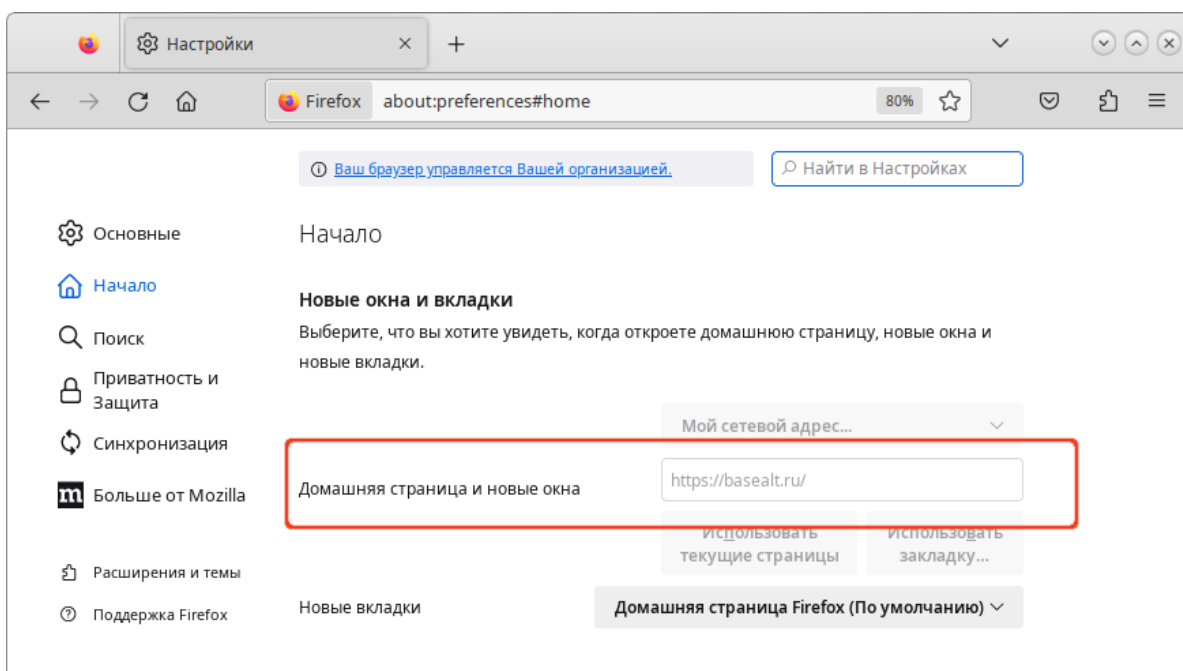 Настройки
Firefox about:preferences#home 80%
Ваш браузер управляется Вашей организацией.
Найти в Настройках
Основные
Начало
Поиск
Приватность и
Защита
Синхронизация
m Больше от Mozilla
Расширения и темы
Поддержка Firefox
Начало
Новые окна и вкладки
Выберите, что вы хотите увидеть, когда откроете домашнюю страницу, новые окна и
новые вкладки.
Мой сетевой адрес...
Домашняя страница и новые окна
https://basealt.ru/
Использовать
текущие страницы
Использовать
закладку...
Новые вкладки
Домашняя страница Firefox (По умолчанию)